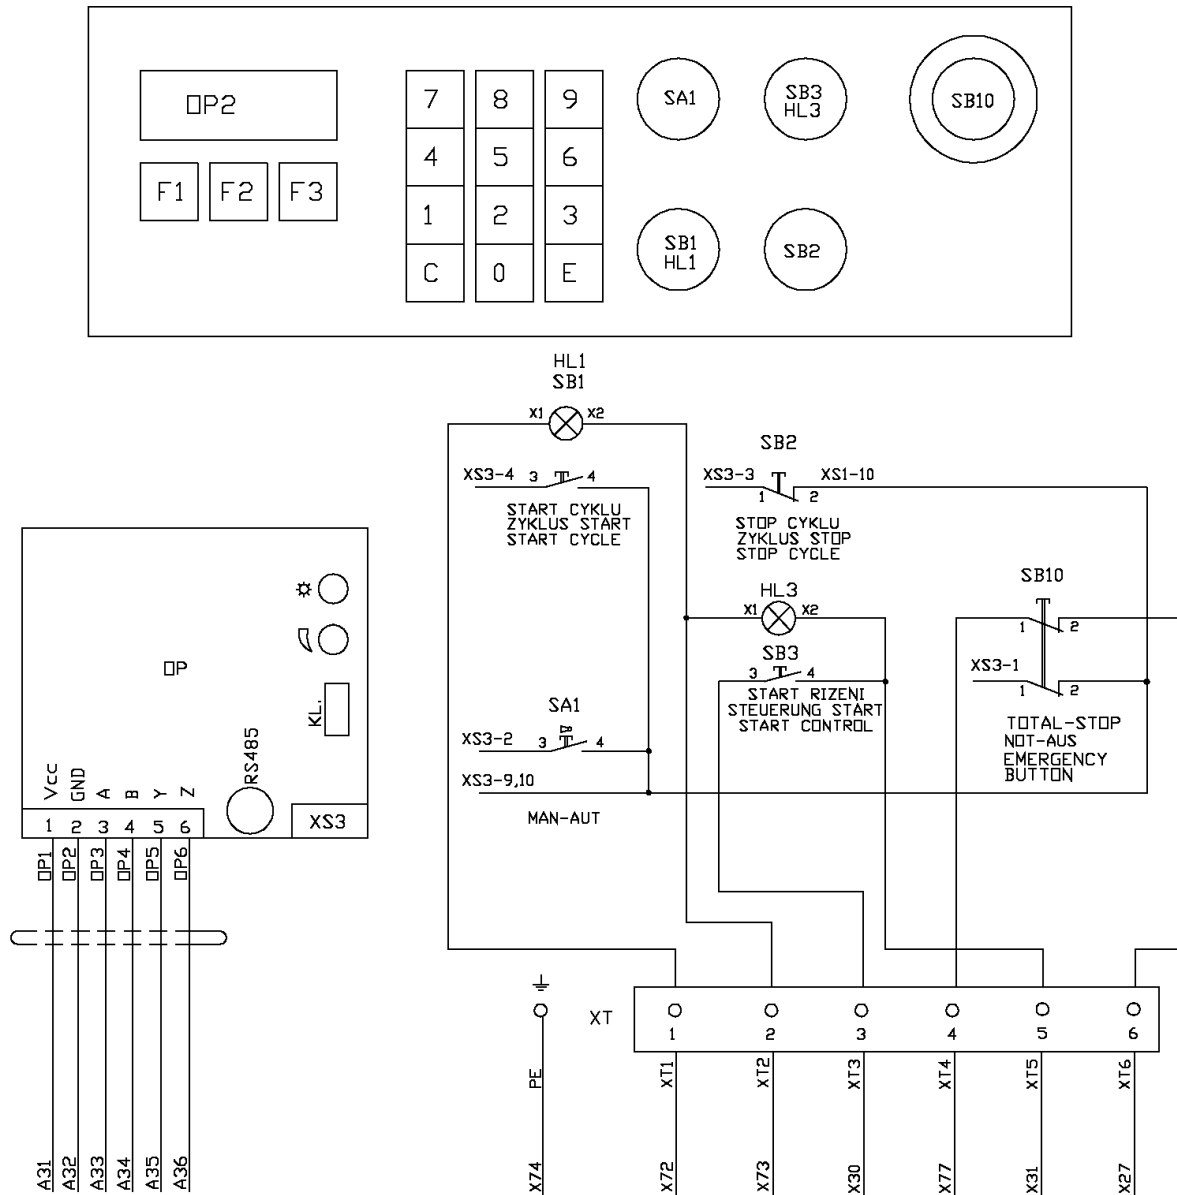 OP2
7 8 9
SA1
SB3
HL3
SB10
4 5 6
F1 F2 F3
1 2 3
SB1
HL1
SB2
C 0 E
HL1
SB1
X1 X2
SB2
XS3-4 3 4
XS3-3 1 2 XS1-10
START CYKLU
ZYKLUS START
START CYCLE
STOP CYKLU
ZYKLUS STOP
STOP CYCLE
SB10
HL3
X1 X2
1 2
SB3
3 4
XS3-1
1 2
START RIZENI
STEUERUNG START
START CONTROL
OP
KL.
SA1
XS3-2 3 4
TOTAL-STOP
NOT-AUS
EMERGENCY
BUTTON
XS3-9,10
MAN-AUT
RS485
Vcc GND A B Y Z
1 2 3 4 5 6
XS3
OP1 OP2 OP3 OP4 OP5 OP6
XT
1 2 3 4 5 6
PE XT1 XT2 XT3 XT4 XT5 XT6
A31 A32 A33 A34 A35 A36
X74 X72 X73 X30 X77 X31 X27